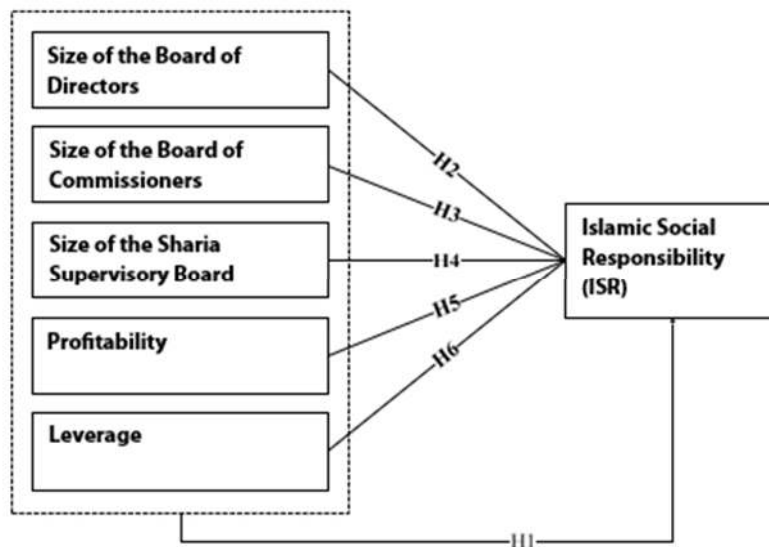 Size of the Board of
Directors
Size of the Board of
Commissioners
Size of the Sharia
Supervisory Board
Profitability
Leverage
H2
H3
H4
H5
H6
Islamic Social
Responsibility
(ISR)
H1